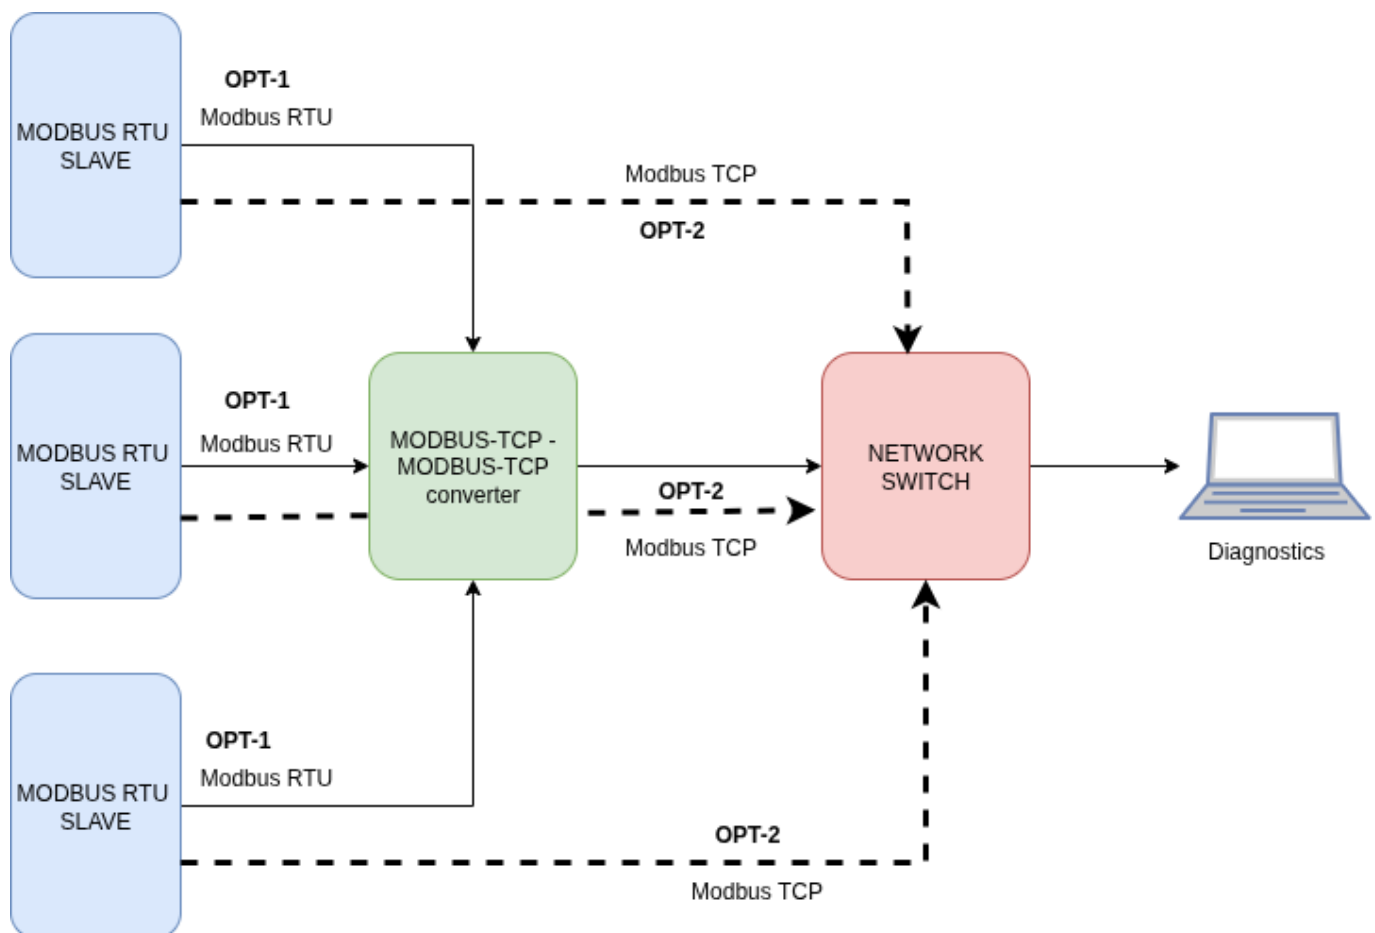 OPT-1
Modbus RTU
MODBUS RTU
SLAVE
Modbus TCP
OPT-2
OPT-1
Modbus RTU
MODBUS RTU
SLAVE
MODBUS-TCP -
MODBUS-TCP
converter
OPT-2
Modbus TCP
NETWORK
SWITCH
Diagnostics
OPT-1
Modbus RTU
MODBUS RTU
SLAVE
OPT-2
Modbus TCP